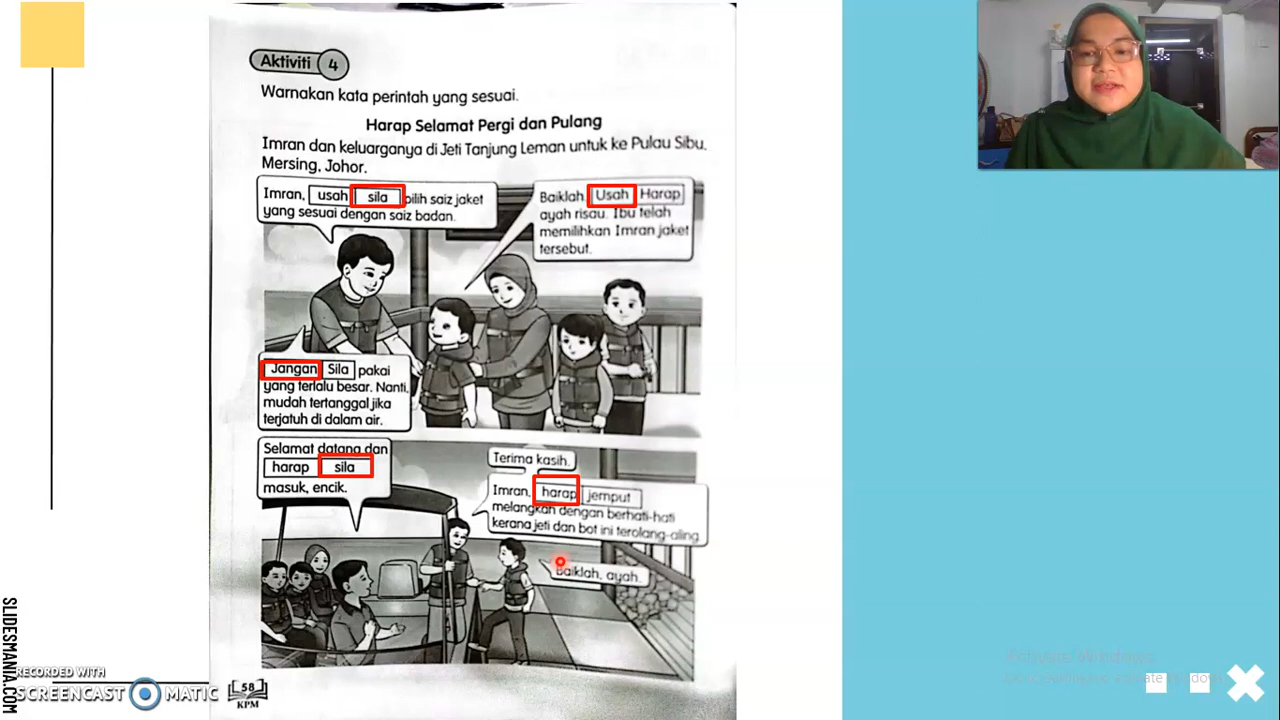 Aktiviti 4
Warnakan kata perintah yang sesuai.
Harap Selamat Pergi dan Pulang
Imran dan keluarganya di Jeti Tanjung Leman untuk ke Pulau Sibu,
Mersing, Johor.
Imran, usah sila pilih saiz jaket
yang sesuai dengan saiz badan.
Baiklah. Usah Harap
ayah risau. Ibu telah
memilihkan Imran jaket
tersebut.
Jangan Sila pakai
yang terlalu besar. Nanti,
mudah tertanggal jika
terjatuh di dalam air.
Selamat datang dan
harap sila
masuk, encik.
Terima kasih.
Imran, harap jemput
melangkah dengan berhati-hati
kerana jeti dan bot ini terolang-aling.
Baiklah, ayah.
58
KPM
SLIDESMANIA.COM
RECORDED WITH
SCREENCAST MATIC
Activate Windows